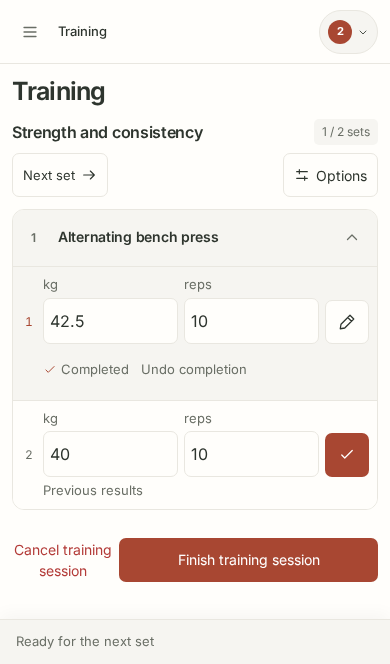 Training
2
Training
Strength and consistency
1 / 2 sets
Next set
Options
1
Alternating bench press
kg
reps
1
42.5
10
Completed
Undo completion
kg
reps
2
40
10
Previous results
Cancel training
session
Finish training session
Ready for the next set